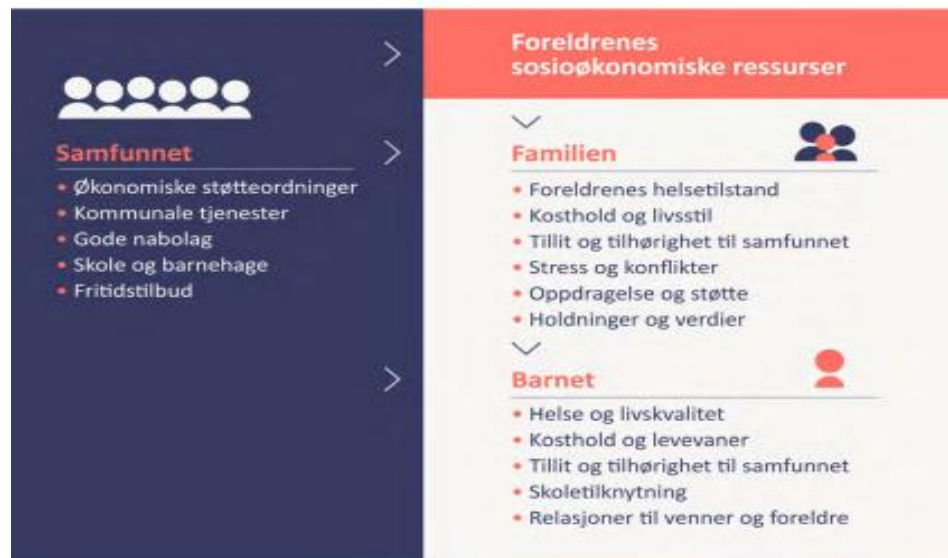 Samfunnet
• Økonomiske støtteordninger
• Kommunale tjenester
• Gode nabolag
• Skole og barnehage
• Fritidstilbud
Foreldrenes
sosioøkonomiske ressurser
Familien
• Foreldrenes helsetilstand
• Kosthold og livsstil
• Tillit og tilhørighet til samfunnet
• Stress og konflikter
• Oppdragelse og støtte
• Holdninger og verdier
Barnet
• Helse og livskvalitet
• Kosthold og levevaner
• Tillit og tilhørighet til samfunnet
• Skoletilknytning
• Relasjoner til venner og foreldre